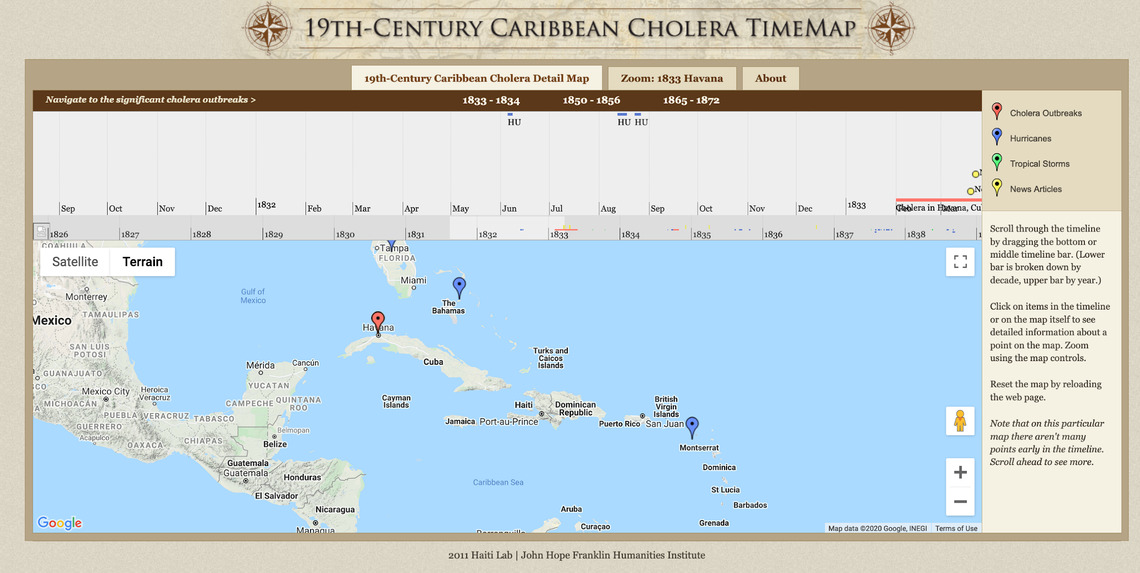 19TH-CENTURY CARIBBEAN CHOLERA TIMEMAP
19th-Century Caribbean Cholera Detail Map
Zoom: 1833 Havana
About
Navigate to the significant cholera outbreaks >
1833 - 1834
1850 - 1856
1865 - 1872
HU
HU HU
Sep Oct Nov Dec 1832 Feb Mar Apr May Jun Jul Aug Sep Oct Nov Dec 1833
Cholera in Havana, Cu
1826 1827 1828 1829 1830 1831 1832 1833 1834 1835 1836 1837 1838
Satellite
Terrain
COAHUILA
Tampa
FLORIDA
Miami
Gulf of
Mexico
Monterrey
TAMAULIPAS
Mexico
The
Bahamas
Havana
SAN LUIS
POTOSI
Cuba
Turks and
Caicos
Islands
GUANAJUATO
Mérida
Cancún
YUCATAN
Mexico City
Heroica
Veracruz
CAMPECHE
QUINTANA
ROO
Cayman
Islands
MICHOACÁN
PUEBLA
VERACRUZ
TABASCO
GUERRERO
Acapulco
OAXACA
CHIAPAS
Belmopan
Belize
Jamaica
Haiti
Port-au-Prince
Dominican
Republic
Puerto Rico
San Juan
British
Virgin
Islands
Montserrat
Guatemala
Guatemala
Honduras
El Salvador
Nicaragua
Managua
Caribbean Sea
Dominica
St Lucia
Barbados
Aruba
Curaçao
Grenada
Barranquilla
Google
Map data ©2020 Google, INEGI
Terms of Use
Cholera Outbreaks
Hurricanes
Tropical Storms
News Articles
Scroll through the timeline
by dragging the bottom or
middle timeline bar. (Lower
bar is broken down by
decade, upper bar by year.)
Click on items in the timeline
or on the map itself to see
detailed information about a
point on the map. Zoom
using the map controls.
Reset the map by reloading
the web page.
Note that on this particular
map there aren't many
points early in the timeline.
Scroll ahead to see more.
2011 Haiti Lab | John Hope Franklin Humanities Institute